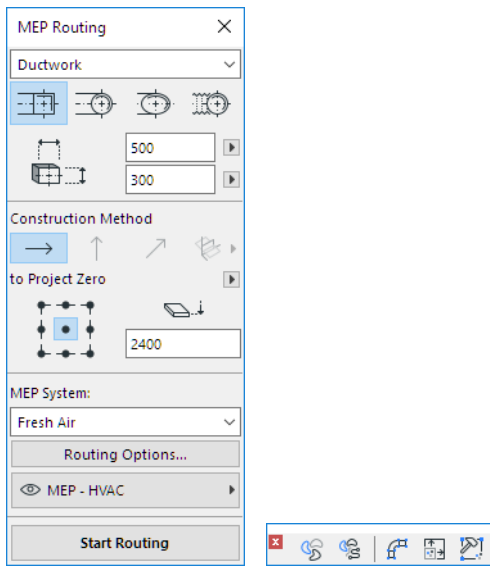 MEP Routing
Ductwork
500
300
Construction Method
to Project Zero
2400
MEP System:
Fresh Air
Routing Options...
MEP - HVAC
Start Routing